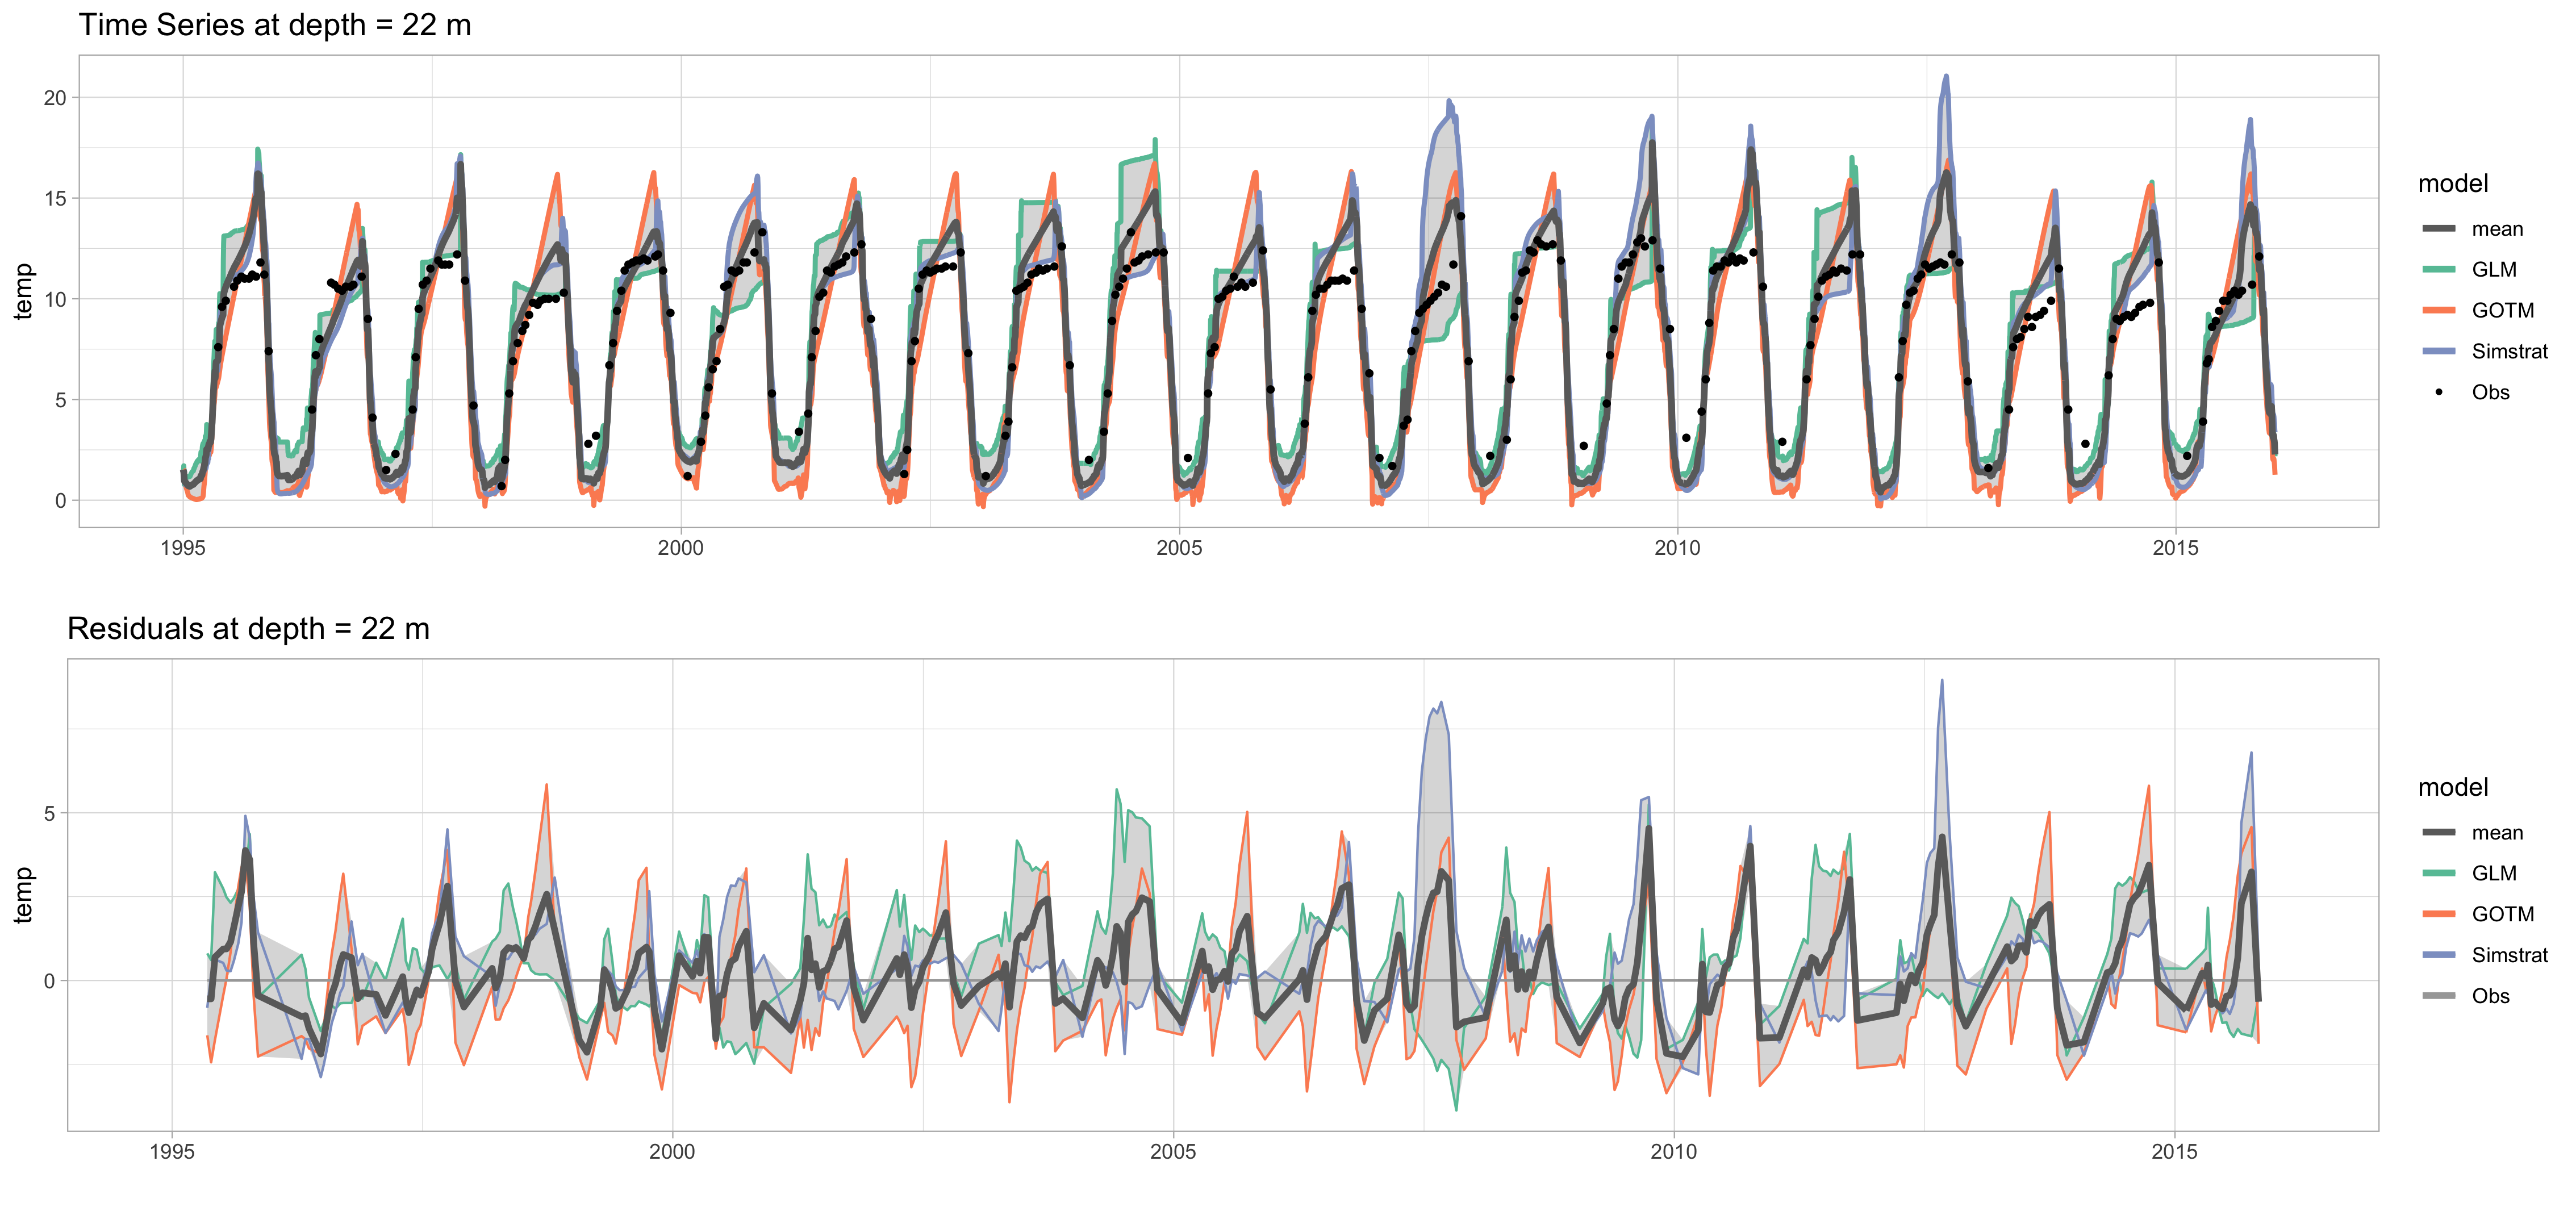 Time Series at depth = 22 m
20
15
10
5
0
temp
1995
2000
2005
2010
2015
model
mean
GLM
GOTM
Simstrat
Obs
Residuals at depth = 22 m
5
0
temp
1995
2000
2005
2010
2015
model
mean
GLM
GOTM
Simstrat
Obs